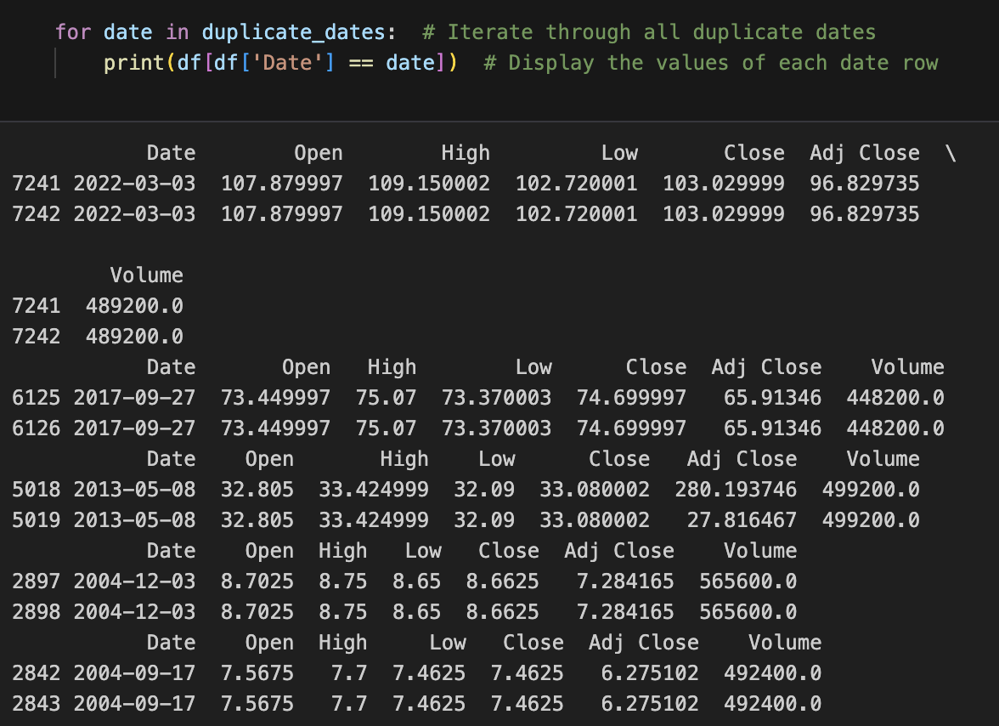 for date in duplicate_dates:  # Iterate through all duplicate dates
    print(df[df['Date'] == date])  # Display the values of each date row
           Date        Open        High         Low       Close  Adj Close  \
7241 2022-03-03  107.879997  109.150002  102.720001  103.029999  96.829735
7242 2022-03-03  107.879997  109.150002  102.720001  103.029999  96.829735
        Volume
7241  489200.0
7242  489200.0
           Date       Open   High        Low      Close  Adj Close    Volume
6125 2017-09-27  73.449997  75.07  73.370003  74.699997   65.91346  448200.0
6126 2017-09-27  73.449997  75.07  73.370003  74.699997   65.91346  448200.0
           Date    Open       High    Low      Close   Adj Close    Volume
5018 2013-05-08  32.805  33.424999  32.09  33.080002  280.193746  499200.0
5019 2013-05-08  32.805  33.424999  32.09  33.080002   27.816467  499200.0
           Date    Open  High   Low   Close  Adj Close    Volume
2897 2004-12-03  8.7025  8.75  8.65  8.6625   7.284165  565600.0
2898 2004-12-03  8.7025  8.75  8.65  8.6625   7.284165  565600.0
           Date    Open  High     Low   Close  Adj Close    Volume
2842 2004-09-17  7.5675   7.7  7.4625  7.4625   6.275102  492400.0
2843 2004-09-17  7.5675   7.7  7.4625  7.4625   6.275102  492400.0